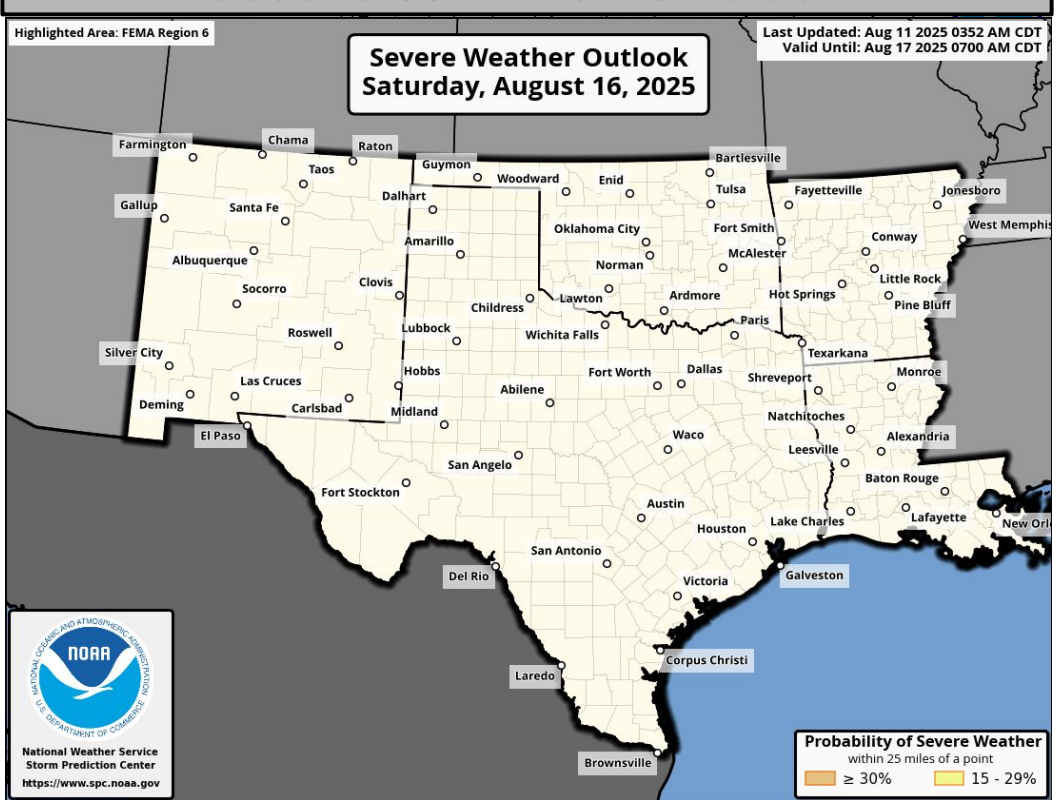 Highlighted Area: FEMA Region 6
Severe Weather Outlook
Saturday, August 16, 2025
Last Updated: Aug 11 2025 0352 AM CDT
Valid Until: Aug 17 2025 0700 AM CDT
Farmington
Chama
Raton
Taos
Guymon
Woodward
Enid
Bartlesville
Tulsa
Fayetteville
Jonesboro
Gallup
Santa Fe
Dalhart
Oklahoma City
Fort Smith
West Memphis
Albuquerque
Amarillo
Norman
McAlester
Conway
Socorro
Clovis
Childress
Lawton
Ardmore
Hot Springs
Little Rock
Pine Bluff
Roswell
Lubbock
Wichita Falls
Paris
Texarkana
Silver City
Las Cruces
Hobbs
Fort Worth
Dallas
Shreveport
Monroe
Deming
Carlsbad
Midland
Abilene
Natchitoches
El Paso
Waco
Leesville
Alexandria
San Angelo
Fort Stockton
Baton Rouge
Austin
Houston
Lake Charles
Lafayette
New Orl
San Antonio
Del Rio
Victoria
Galveston
Laredo
Corpus Christi
Brownsville
NATIONAL OCEANIC AND ATMOSPHERIC ADMINISTRATION
NOAA
U.S. DEPARTMENT OF COMMERCE
National Weather Service
Storm Prediction Center
https://www.spc.noaa.gov
Probability of Severe Weather
within 25 miles of a point
≥ 30%
15 - 29%